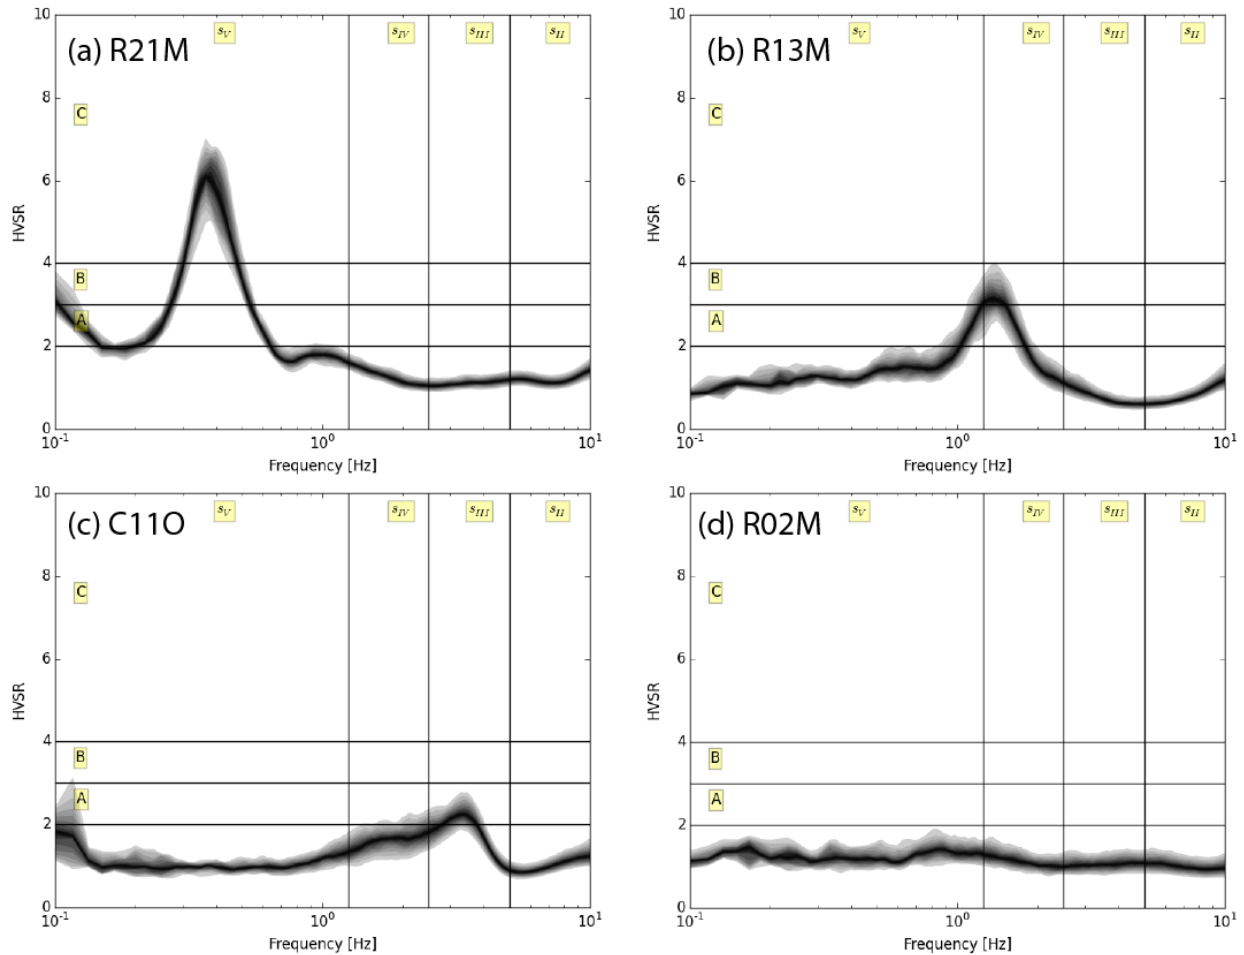 (a) R21M
s_V s_IV s_III s_II
10
8
6
4
2
0
C
B
A
HVSR
10^-1 10^0 10^1
Frequency [Hz]
(b) R13M
s_V s_IV s_III s_II
10
8
6
4
2
0
C
B
A
HVSR
10^-1 10^0 10^1
Frequency [Hz]
(c) C11O
s_V s_IV s_III s_II
10
8
6
4
2
0
C
B
A
HVSR
10^-1 10^0 10^1
Frequency [Hz]
(d) R02M
s_V s_IV s_III s_II
10
8
6
4
2
0
C
B
A
HVSR
10^-1 10^0 10^1
Frequency [Hz]